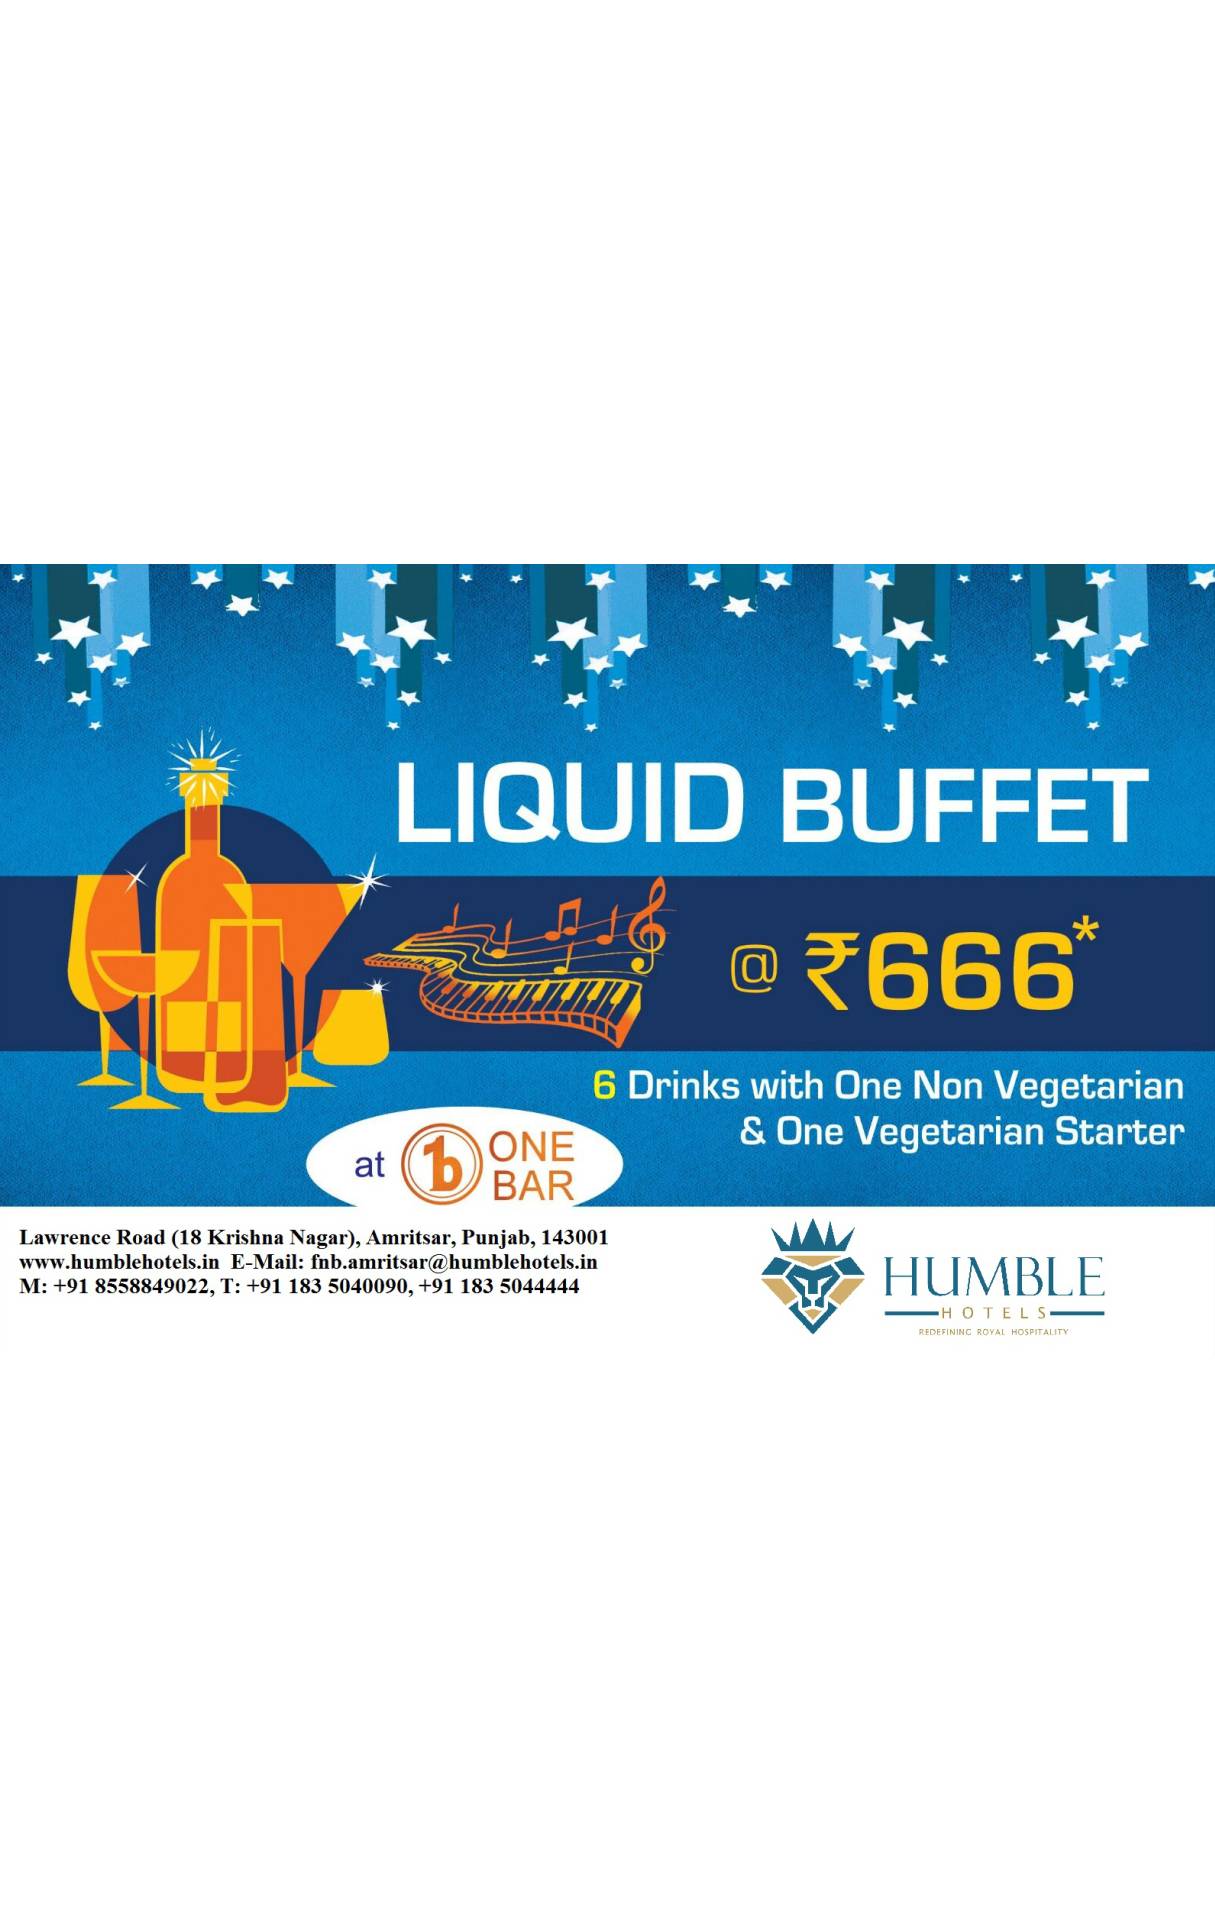 LIQUID BUFFET
@ ₹666*
6 Drinks with One Non Vegetarian
& One Vegetarian Starter
at 1b ONE
BAR
Lawrence Road (18 Krishna Nagar), Amritsar, Punjab, 143001
www.humblehotels.in E-Mail: fnb.amritsar@humblehotels.in
M: +91 8558849022, T: +91 183 5040090, +91 183 5044444
HUMBLE
HOTELS
REDEFINING ROYAL HOSPITALITY